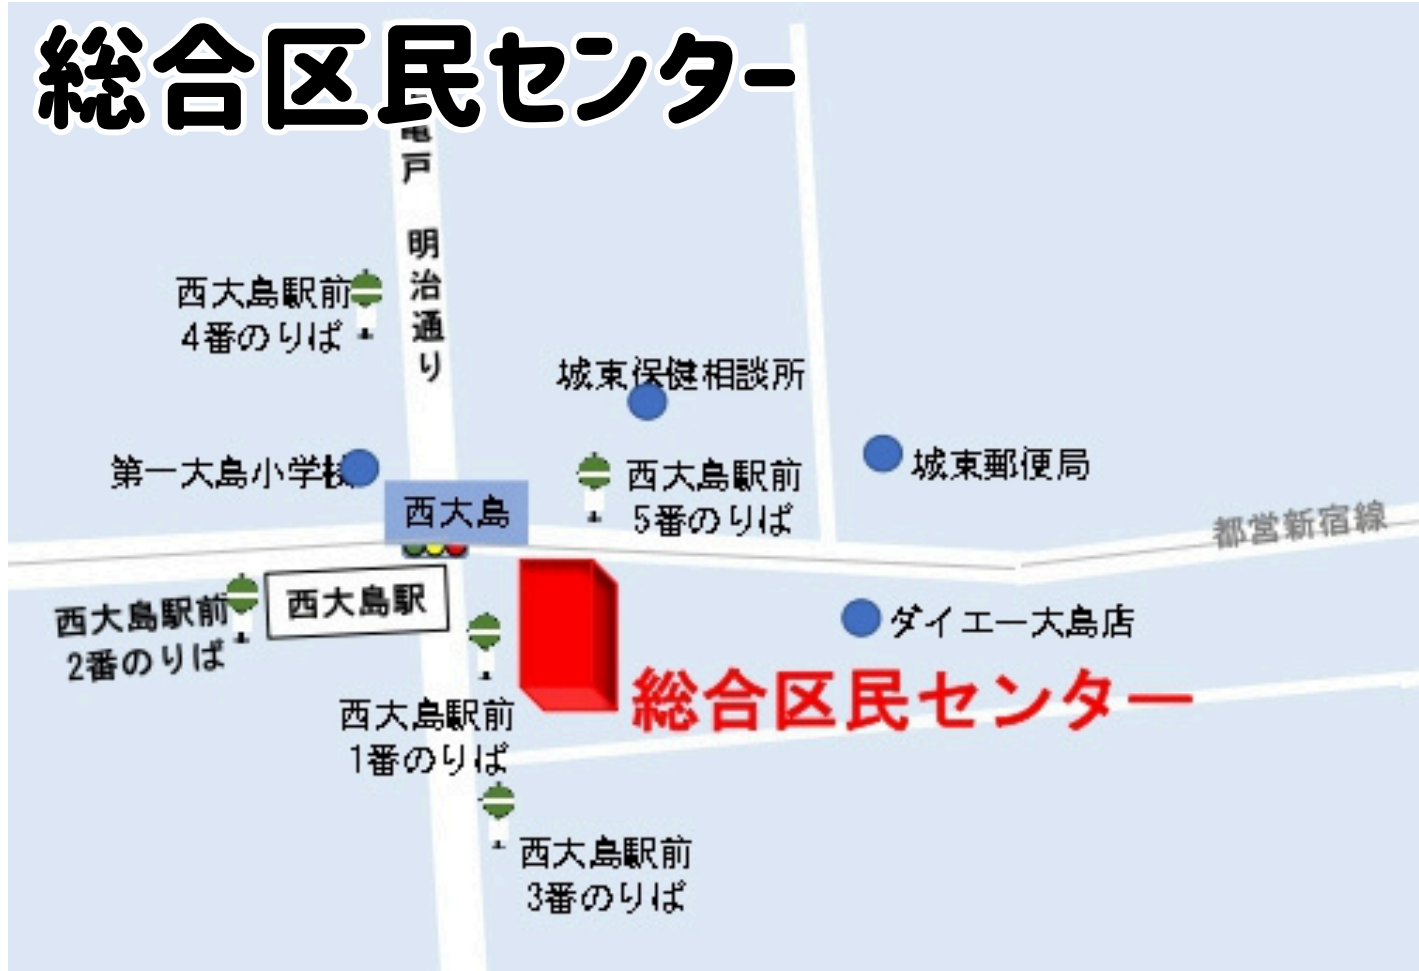 総合区民センター
亀戸
明治通り
西大島駅前
4番のりば
城東保健相談所
第一大島小学校
西大島駅前
5番のりば
城東郵便局
西大島
都営新宿線
西大島駅
西大島駅前
2番のりば
ダイエー大島店
総合区民センター
西大島駅前
1番のりば
西大島駅前
3番のりば